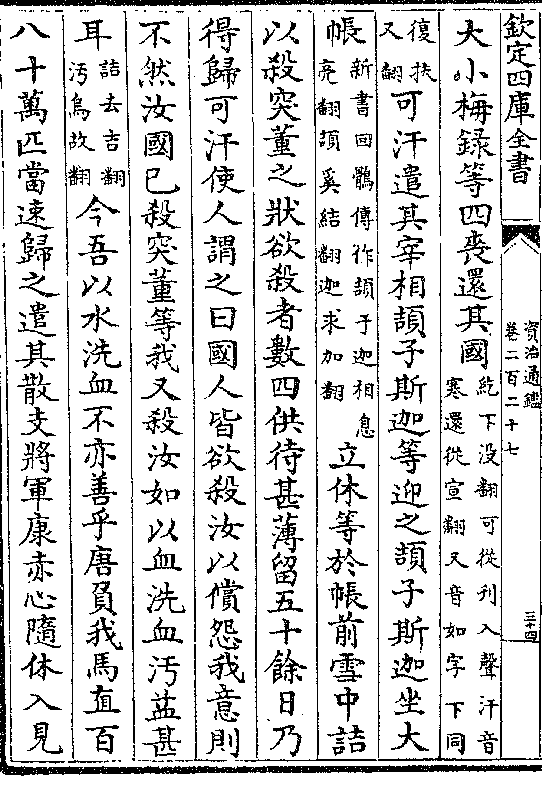 欽定四庫全書
資治通鑑
卷二百二十七
三十四
大小梅録等四喪還其國紇下没翻可從刋入聲汗音
寒還從宣翻又音如字下同
復扶
又翻可汗遣其宰相頡子斯迦等迎之頡子斯迦坐大
帳新書回鶻傳作頡于迦相息
亮翻頡奚結翻迦求加翻立休等於帳前雪中詰
以殺突董之狀欲殺者數四供待甚薄留五十餘日乃
得歸可汗使人謂之曰國人皆欲殺汝以償怨我意則
不然汝國已殺突董等我又殺汝如以血洗血汚益甚
耳詰去吉翻
汚烏故翻今吾以水洗血不亦善乎唐負我馬直百
八十萬匹當速歸之遣其散支將軍康赤心隨休入見